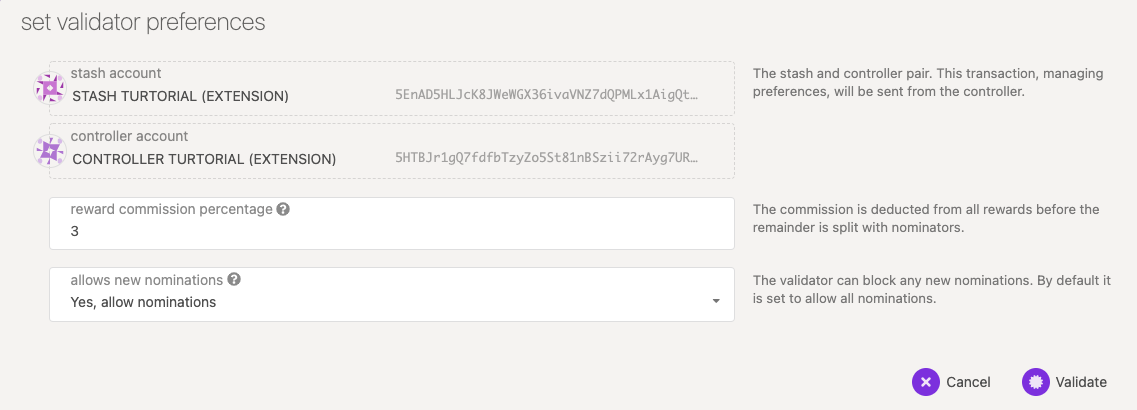 set validator preferences
stash account
STASH TURTORIAL (EXTENSION) 5EnAD5HLJcK8JWeWGX36ivaVNZ7dQPMLx1AigQt…
The stash and controller pair. This transaction, managing
preferences, will be sent from the controller.
controller account
CONTROLLER TURTORIAL (EXTENSION) 5HTBJr1gQ7fdfbTzyZo5St81nBSzii72rAyg7UR…
reward commission percentage ?
3
The commission is deducted from all rewards before the
remainder is split with nominators.
allows new nominations ?
Yes, allow nominations
The validator can block any new nominations. By default it
is set to allow all nominations.
Cancel Validate